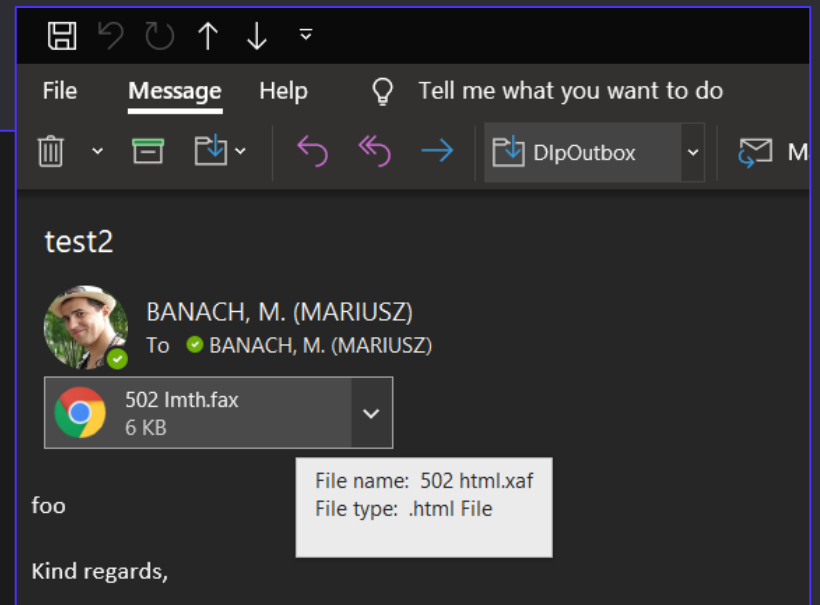 File Message Help Tell me what you want to do
DlpOutbox M
test2
BANACH, M. (MARIUSZ)
To BANACH, M. (MARIUSZ)
502 lmth.fax
6 KB
File name: 502 html.xaf
File type: .html File
foo
Kind regards,